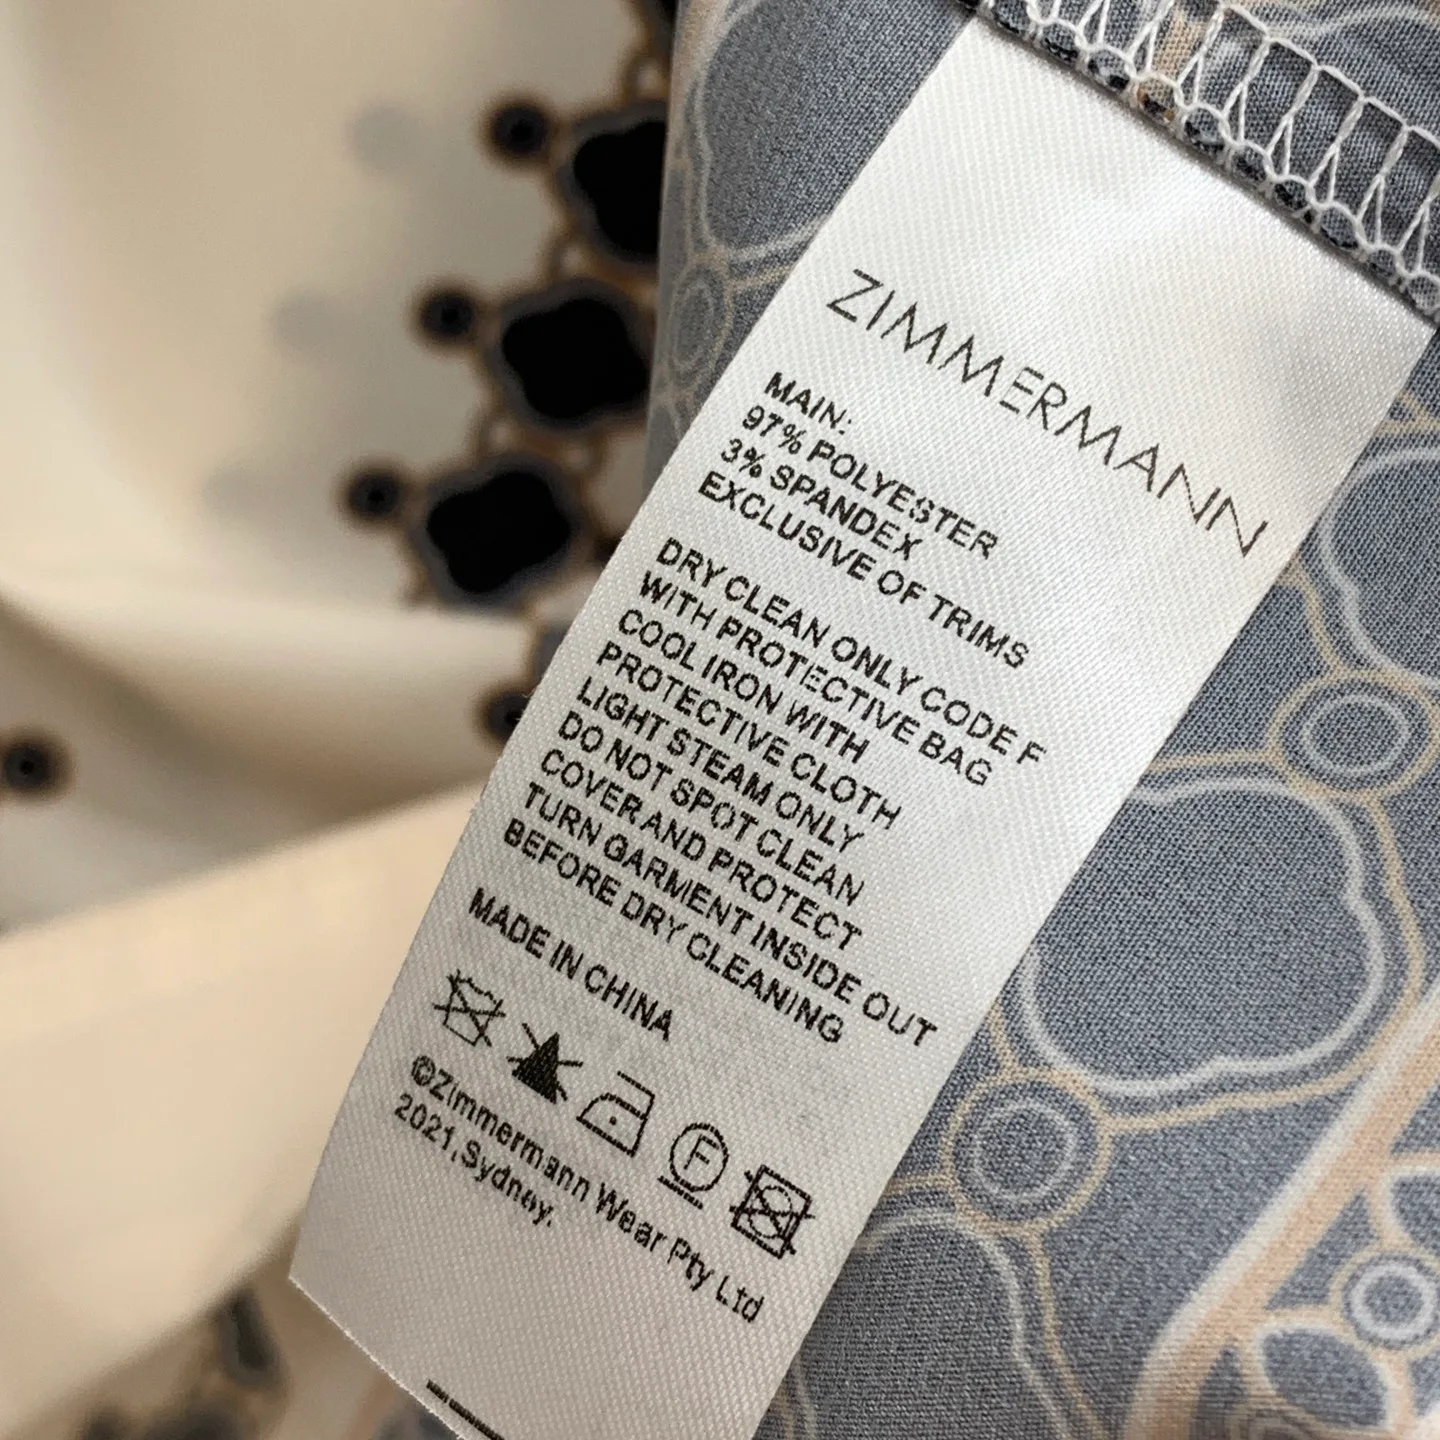 ZIMMERMANN
MAIN:
97% POLYESTER
3% SPANDEX
EXCLUSIVE OF TRIMS
DRY CLEAN ONLY CODE F
WITH PROTECTIVE BAG
COOL IRON WITH
PROTECTIVE CLOTH
LIGHT STEAM ONLY
DO NOT SPOT CLEAN
COVER AND PROTECT
TURN GARMENT INSIDE OUT
BEFORE DRY CLEANING
MADE IN CHINA
F
©Zimmermann Wear Pty Ltd
2021,Sydney.